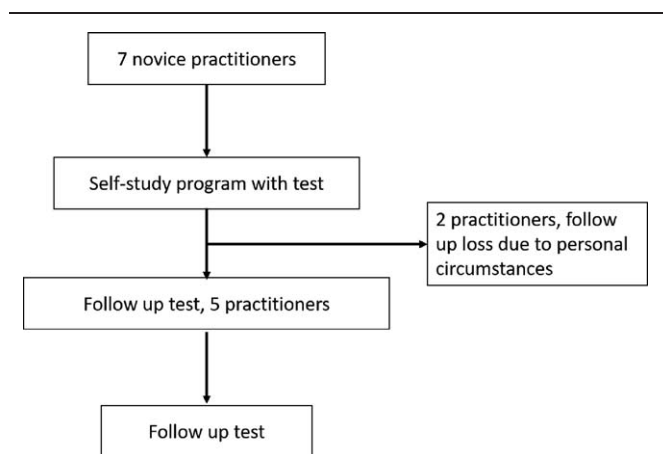 7 novice practitioners
Self-study program with test
2 practitioners, follow
up loss due to personal
circumstances
Follow up test, 5 practitioners
Follow up test